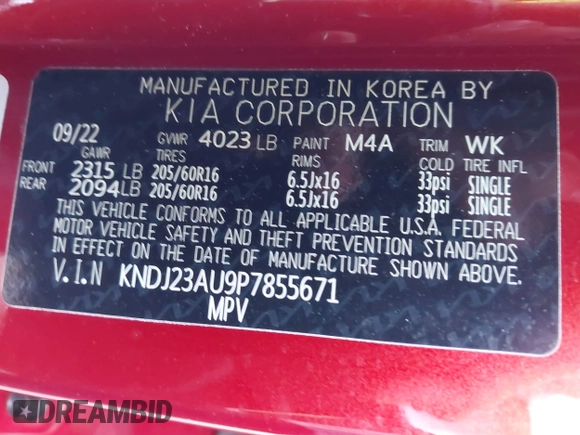 MANUFACTURED IN KOREA BY
KIA CORPORATION
09/22 GVWR 4023 LB PAINT M4A TRIM WK
GAWR TIRES RIMS COLD TIRE INFL
FRONT 2315 LB 205/60R16 6.5Jx16 33psi SINGLE
REAR 2094 LB 205/60R16 6.5Jx16 33psi SINGLE
THIS VEHICLE CONFORMS TO ALL APPLICABLE U.S.A. FEDERAL
MOTOR VEHICLE SAFETY AND THEFT PREVENTION STANDARDS
IN EFFECT ON THE DATE OF MANUFACTURE SHOWN ABOVE.
V.I.N KNDJ23AU9P7855671
MPV
DREAMBID